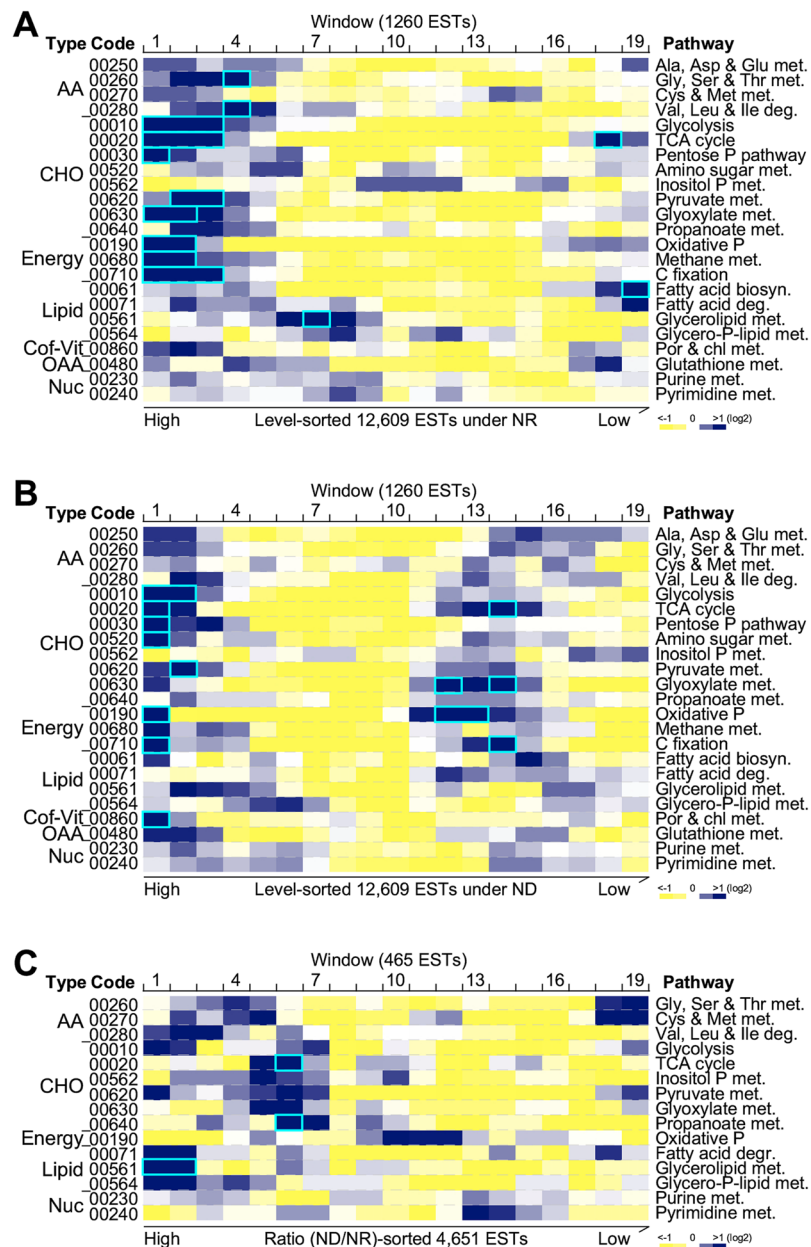 A
Window (1260 ESTs)
Type Code 1 4 7 10 13 16 19 Pathway
AA
00250 Ala, Asp & Glu met.
00260 Gly, Ser & Thr met.
00270 Cys & Met met.
00280 Val, Leu & Ile deg.
CHO
00010 Glycolysis
00020 TCA cycle
00030 Pentose P pathway
00520 Amino sugar met.
00562 Inositol P met.
00620 Pyruvate met.
00630 Glyoxylate met.
00640 Propanoate met.
Energy
00190 Oxidative P
00680 Methane met.
00710 C fixation
Lipid
00061 Fatty acid biosyn.
00071 Fatty acid deg.
00561 Glycerolipid met.
00564 Glycero-P-lipid met.
Cof-Vit 00860 Por & chl met.
OAA 00480 Glutathione met.
Nuc
00230 Purine met.
00240 Pyrimidine met.
High Level-sorted 12,609 ESTs under NR Low
<-1 0 >1 (log2)
B
Window (1260 ESTs)
Type Code 1 4 7 10 13 16 19 Pathway
AA
00250 Ala, Asp & Glu met.
00260 Gly, Ser & Thr met.
00270 Cys & Met met.
00280 Val, Leu & Ile deg.
CHO
00010 Glycolysis
00020 TCA cycle
00030 Pentose P pathway
00520 Amino sugar met.
00562 Inositol P met.
00620 Pyruvate met.
00630 Glyoxylate met.
00640 Propanoate met.
Energy
00190 Oxidative P
00680 Methane met.
00710 C fixation
Lipid
00061 Fatty acid biosyn.
00071 Fatty acid deg.
00561 Glycerolipid met.
00564 Glycero-P-lipid met.
Cof-Vit 00860 Por & chl met.
OAA 00480 Glutathione met.
Nuc
00230 Purine met.
00240 Pyrimidine met.
High Level-sorted 12,609 ESTs under ND Low
<-1 0 >1 (log2)
C
Window (465 ESTs)
Type Code 1 4 7 10 13 16 19 Pathway
AA
00260 Gly, Ser & Thr met.
00270 Cys & Met met.
00280 Val, Leu & Ile deg.
CHO
00010 Glycolysis
00020 TCA cycle
00562 Inositol P met.
00620 Pyruvate met.
00630 Glyoxylate met.
00640 Propanoate met.
Energy 00190 Oxidative P
Lipid
00071 Fatty acid degr.
00561 Glycerolipid met.
00564 Glycero-P-lipid met.
Nuc
00230 Purine met.
00240 Pyrimidine met.
High Ratio (ND/NR)-sorted 4,651 ESTs Low
<-1 0 >1 (log2)